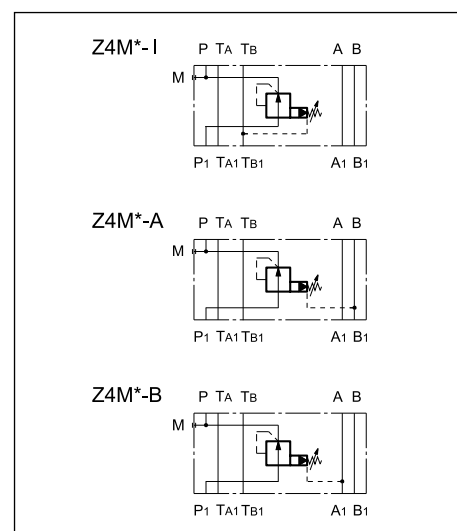 Z4M*-I
P TA TB A B
M
P1 TA1 TB1 A1 B1
Z4M*-A
P TA TB A B
M
P1 TA1 TB1 A1 B1
Z4M*-B
P TA TB A B
M
P1 TA1 TB1 A1 B1